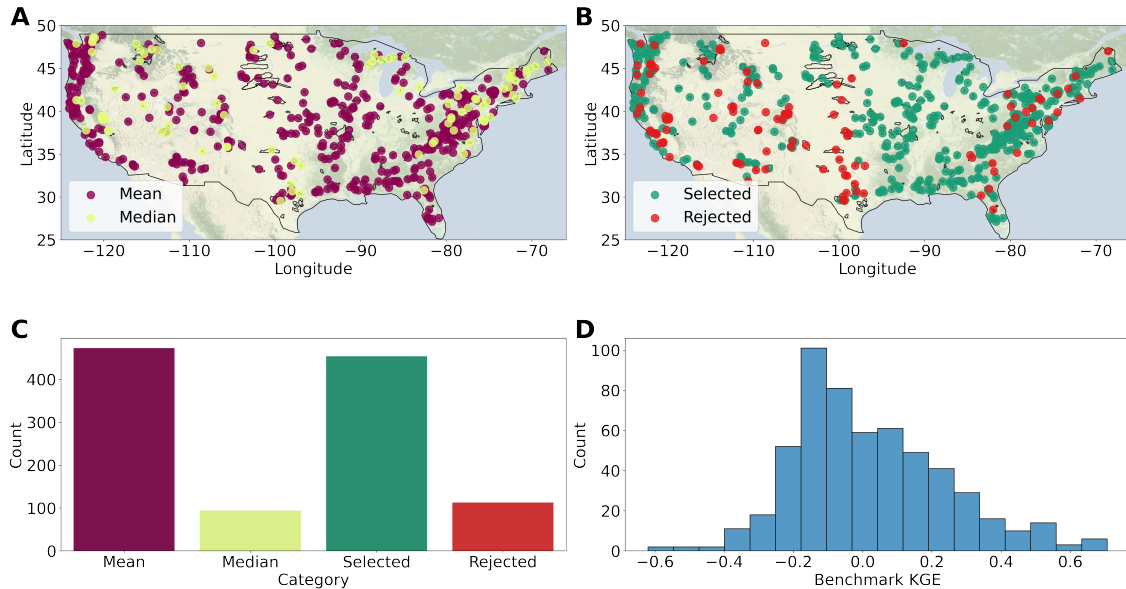 A
50
45
40
35
30
25
Latitude
Mean
Median
−120
−110
−100
−90
−80
−70
Longitude
B
50
45
40
35
30
25
Latitude
Selected
Rejected
−120
−110
−100
−90
−80
−70
Longitude
C
400
300
200
100
0
Count
Mean
Median
Selected
Rejected
Category
D
100
80
60
40
20
0
Count
−0.6
−0.4
−0.2
0.0
0.2
0.4
0.6
Benchmark KGE